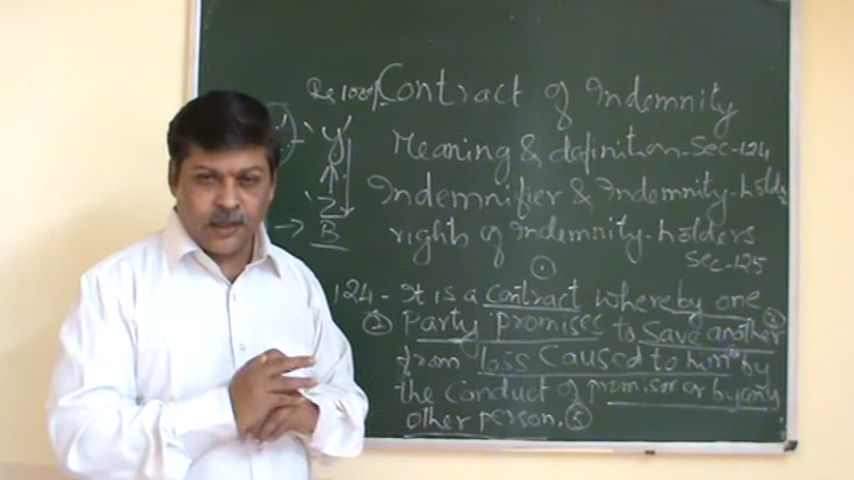 Rs 1000/- Contract of Indemnity
'Y'
Meaning & definition - Sec-124
Indemnifier & Indemnity-holder
'Z'
→ B
rights of Indemnity-holders
Sec-125
①
124 - It is a contract whereby one
② Party promises to save another ③
from loss caused to him by
the conduct of promisor or by any
other person. ⑤